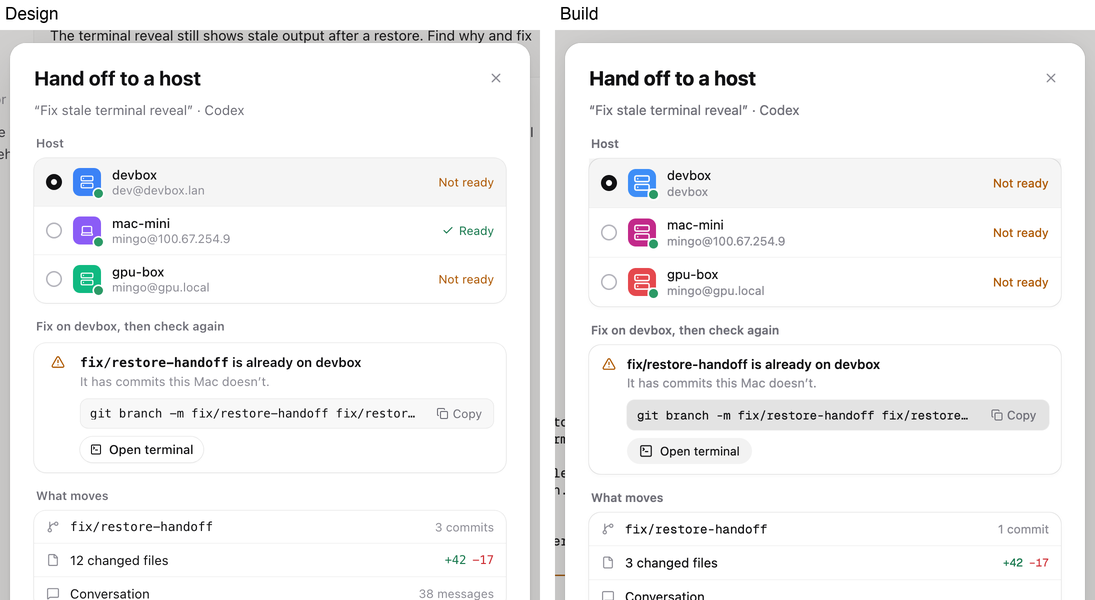 Design
The terminal reveal still shows stale output after a restore. Find why and fix
Hand off to a host
“Fix stale terminal reveal” · Codex
Host
devbox
dev@devbox.lan
Not ready
mac-mini
mingo@100.67.254.9
Ready
gpu-box
mingo@gpu.local
Not ready
Fix on devbox, then check again
fix/restore-handoff is already on devbox
It has commits this Mac doesn’t.
git branch -m fix/restore-handoff fix/restor…
Copy
Open terminal
What moves
fix/restore-handoff
3 commits
12 changed files
+42 −17
Conversation
38 messages
Build
Hand off to a host
“Fix stale terminal reveal” · Codex
Host
devbox
devbox
Not ready
mac-mini
mingo@100.67.254.9
Not ready
gpu-box
mingo@gpu.local
Not ready
Fix on devbox, then check again
fix/restore-handoff is already on devbox
It has commits this Mac doesn’t.
git branch -m fix/restore-handoff fix/restore…
Copy
Open terminal
What moves
fix/restore-handoff
1 commit
3 changed files
+42 −17
Conversation